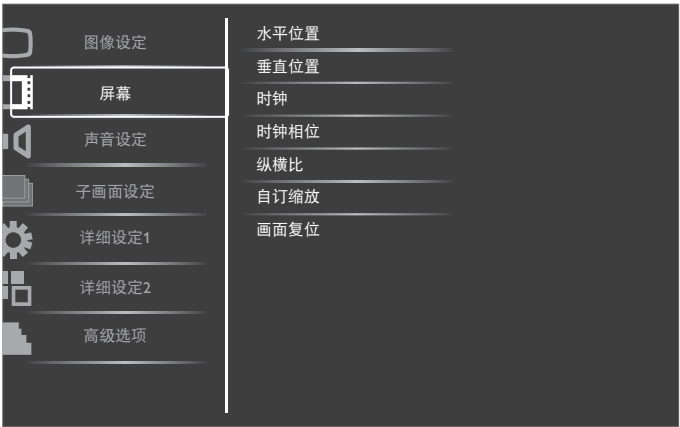 图像设定
屏幕
声音设定
子画面设定
详细设定1
详细设定2
高级选项
水平位置
垂直位置
时钟
时钟相位
纵横比
自订缩放
画面复位